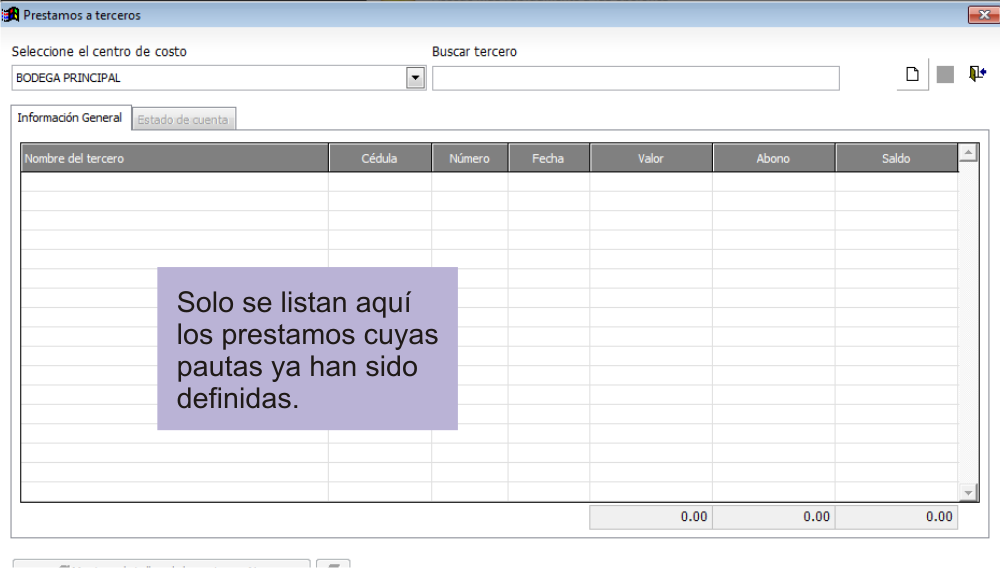 Prestamos a terceros
Seleccione el centro de costo
Buscar tercero
BODEGA PRINCIPAL
Información General
Estado de cuenta
Nombre del tercero Cédula Número Fecha Valor Abono Saldo
Solo se listan aquí
los prestamos cuyas
pautas ya han sido
definidas.
0.00 0.00 0.00